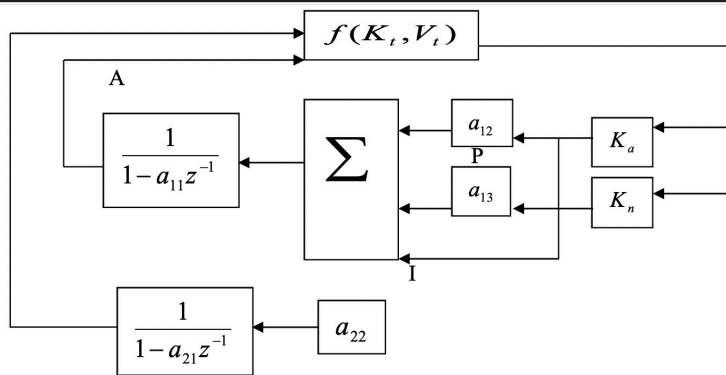 f(K_t, V_t)
A
1
1 - a_11 z^-1
∑
a_12
P
a_13
K_a
K_n
I
1
1 - a_21 z^-1
a_22